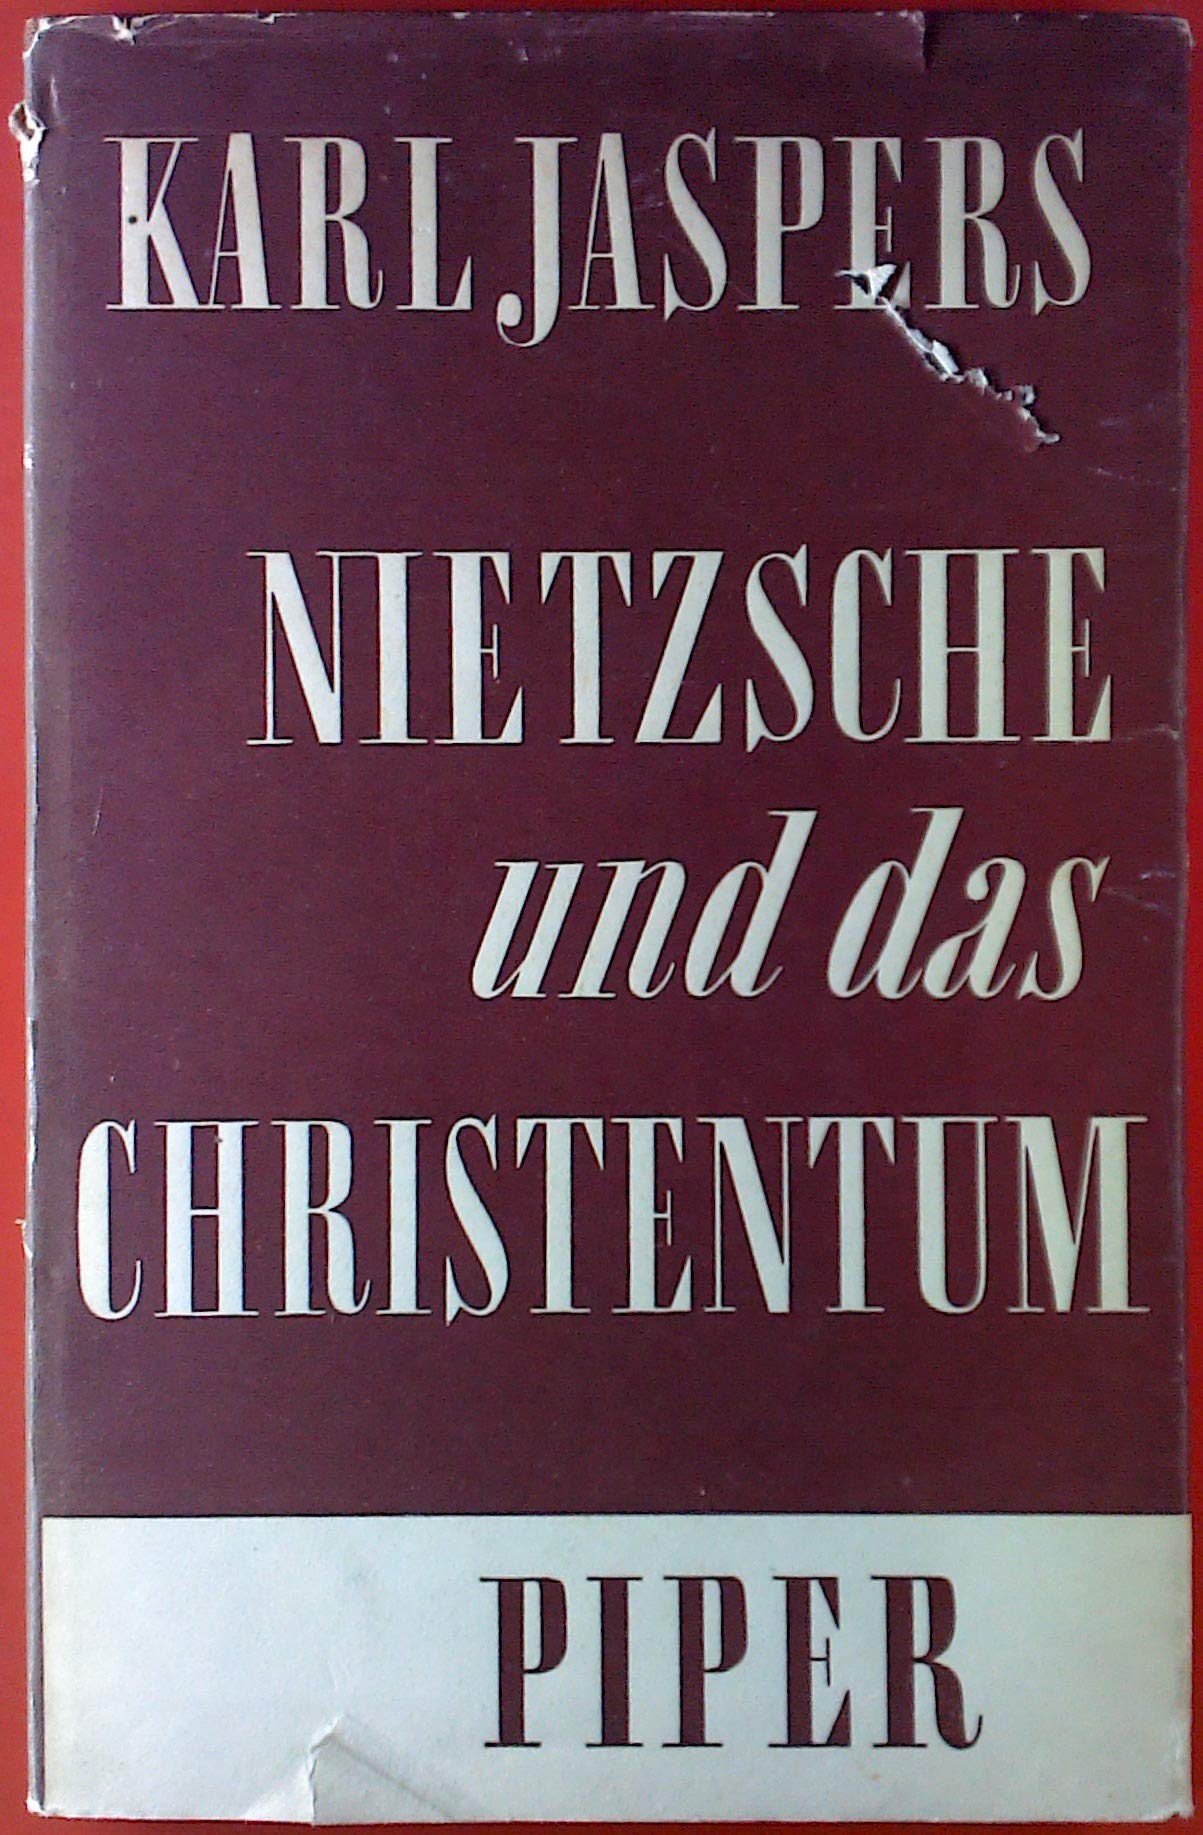 KARL JASPERS
NIETZSCHE
und das
CHRISTENTUM
PIPER